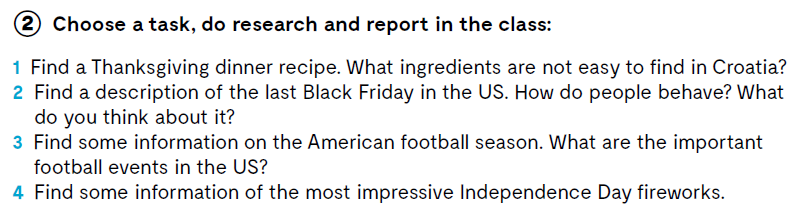 2 Choose a task, do research and report in the class:
1 Find a Thanksgiving dinner recipe. What ingredients are not easy to find in Croatia?
2 Find a description of the last Black Friday in the US. How do people behave? What
do you think about it?
3 Find some information on the American football season. What are the important
football events in the US?
4 Find some information of the most impressive Independence Day fireworks.